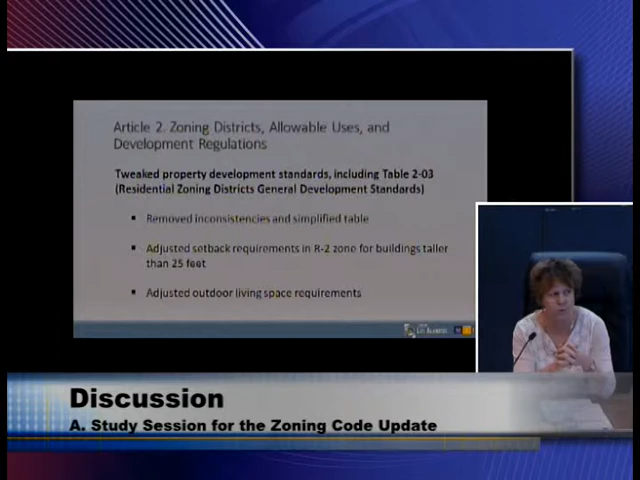 Article 2. Zoning Districts, Allowable Uses, and
Development Regulations
Tweaked property development standards, including Table 2-03
(Residential Zoning Districts General Development Standards)
Removed inconsistencies and simplified table
Adjusted setback requirements in R-2 zone for buildings taller
than 25 feet
Adjusted outdoor living space requirements
Discussion
A. Study Session for the Zoning Code Update